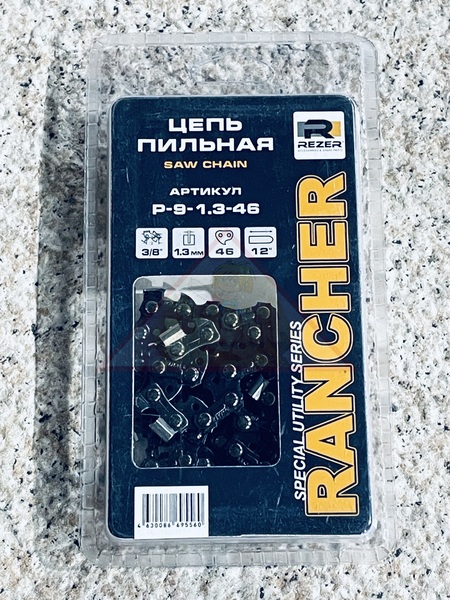 ЦЕПЬ
ПИЛЬНАЯ
SAW CHAIN
АРТИКУЛ
P-9-1.3-46
3/8"
1.3 мм
46
12"
REZER
SPECIAL UTILITY SERIES
RANCHER
4630086695560